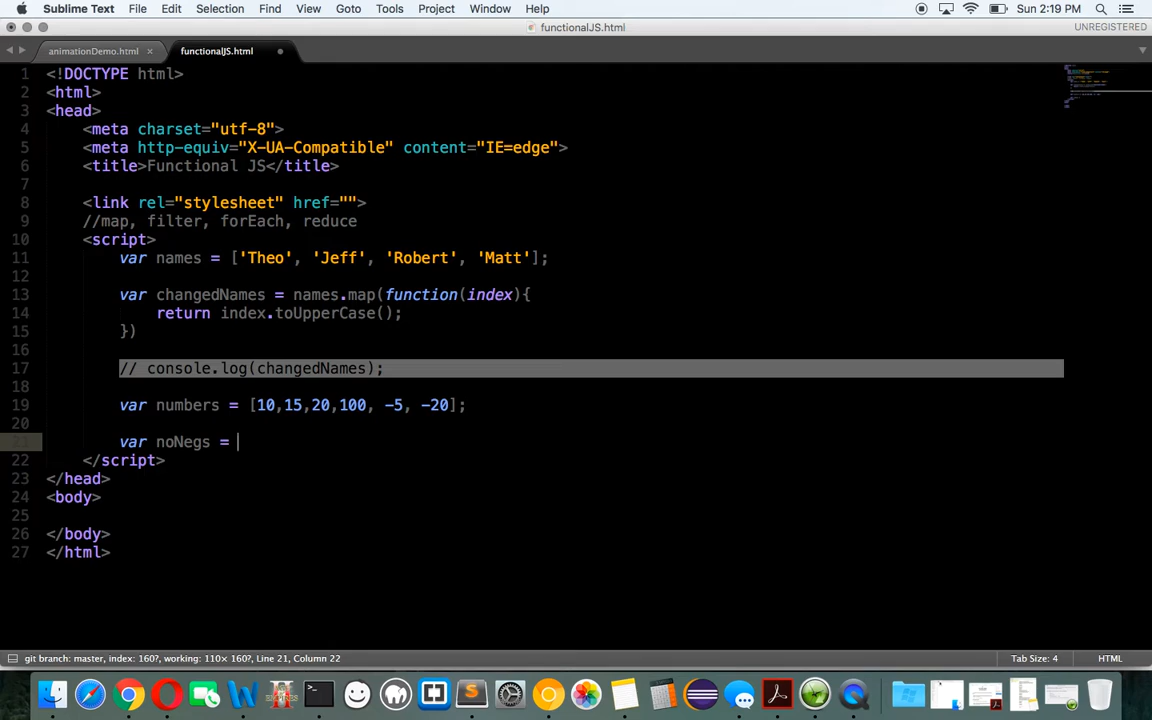 Sublime Text File Edit Selection Find View Goto Tools Project Window Help Sun 2:19 PM
functionalJS.html UNREGISTERED
animationDemo.html × functionalJS.html
1 <!DOCTYPE html>
2 <html>
3 <head>
4 <meta charset="utf-8">
5 <meta http-equiv="X-UA-Compatible" content="IE=edge">
6 <title>Functional JS</title>
7
8 <link rel="stylesheet" href="">
9 //map, filter, forEach, reduce
10 <script>
11 var names = ['Theo', 'Jeff', 'Robert', 'Matt'];
12
13 var changedNames = names.map(function(index){
14 return index.toUpperCase();
15 })
16
17 // console.log(changedNames);
18
19 var numbers = [10,15,20,100, -5, -20];
20
21 var noNegs =
22 </script>
23 </head>
24 <body>
25
26 </body>
27 </html>
git branch: master, index: 160?, working: 110× 160?, Line 21, Column 22 Tab Size: 4 HTML